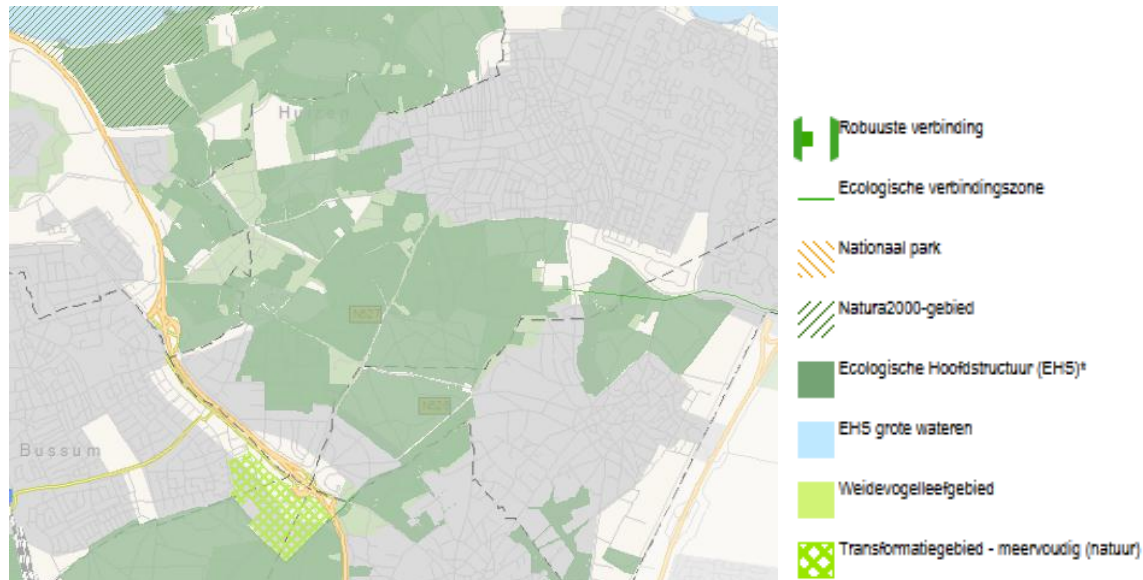 Huizen
N527
N526
Bussum
Robuuste verbinding
Ecologische verbindingszone
Nationaal park
Natura2000-gebied
Ecologische Hoofdstructuur (EHS)*
EHS grote wateren
Weidevogelleefgebied
Transformatiegebied - meervoudig (natuur)